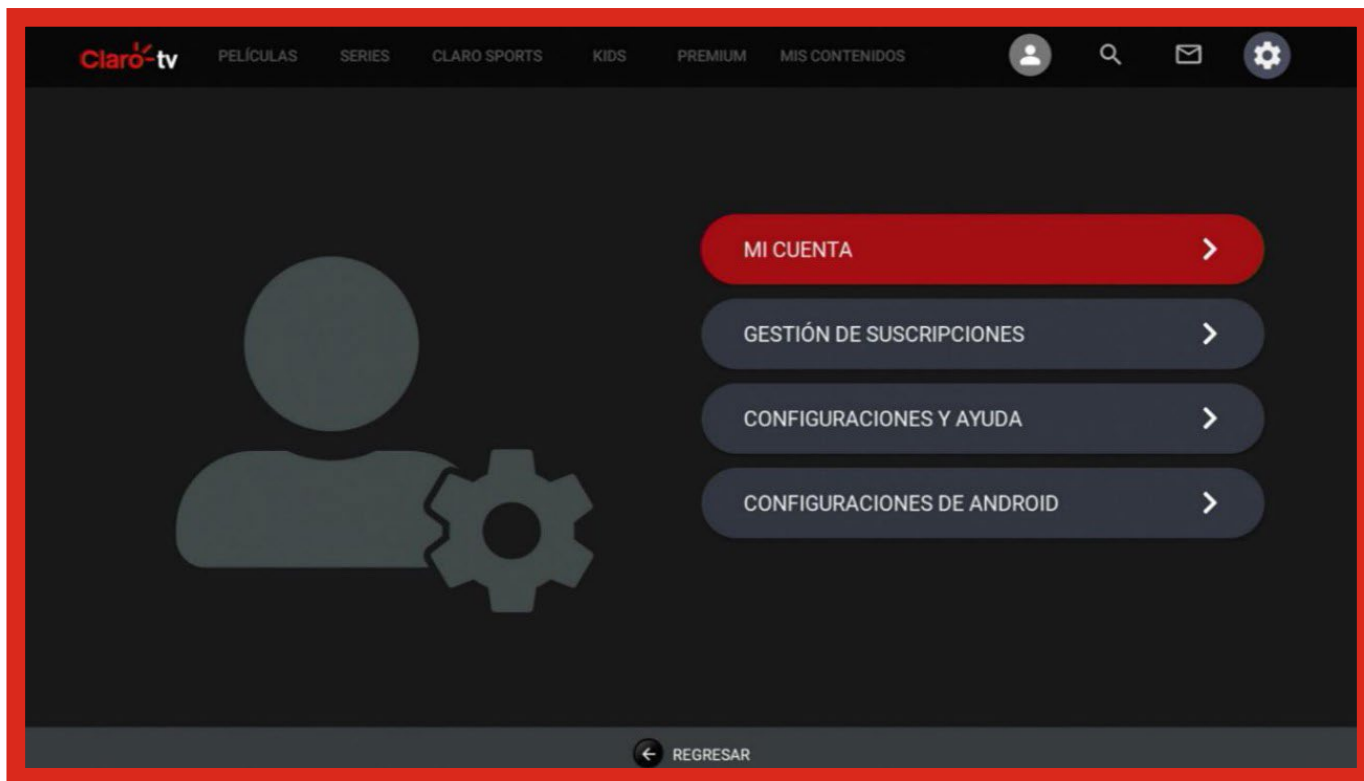 Claro-tv PELÍCULAS SERIES CLARO SPORTS KIDS PREMIUM MIS CONTENIDOS
MI CUENTA
GESTIÓN DE SUSCRIPCIONES
CONFIGURACIONES Y AYUDA
CONFIGURACIONES DE ANDROID
REGRESAR